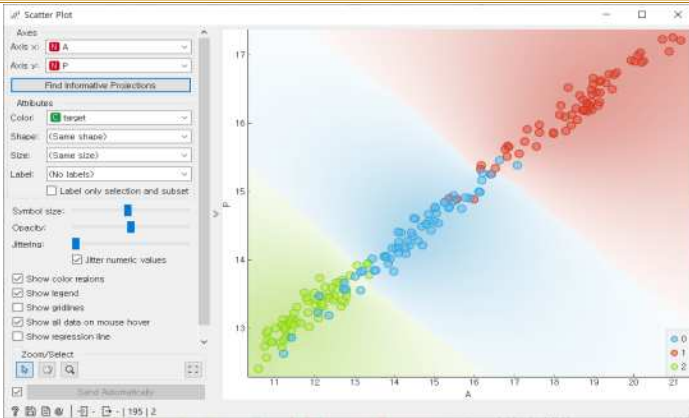 Scatter Plot
Axes
Axis x: N A
Axis y: N P
Find Informative Projections
Attributes
Color: C target
Shape: (Same shape)
Size: (Same size)
Label: (No labels)
Label only selection and subset
Symbol size:
Opacity:
Jittering:
Jitter numeric values
Show color regions
Show legend
Show gridlines
Show all data on mouse hover
Show regression line
Zoom/Select
Send Automatically
? 195 | 2
17
16
15
14
13
P
11 12 13 14 15 16 17 18 19 20 21
A
0
1
2